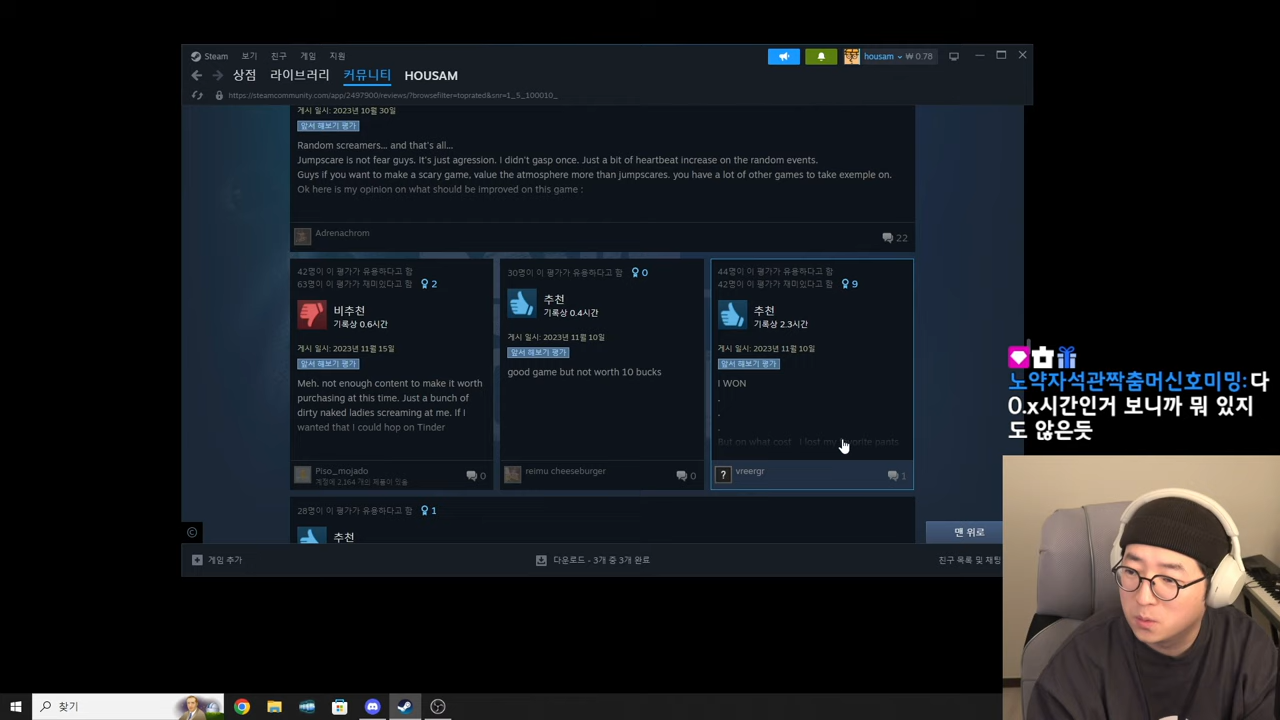 Steam 보기 친구 게임 지원
housam ₩ 0.78
상점 라이브러리 커뮤니티 HOUSAM
https://steamcommunity.com/app/2497900/reviews/?browsefilter=toprated&snr=1_5_100010_
게시 일시: 2023년 10월 30일
앞서 해보기 평가
Random screamers... and that's all...
Jumpscare is not fear guys. It's just agression. I didn't gasp once. Just a bit of heartbeat increase on the random events.
Guys if you want to make a scary game, value the atmosphere more than jumpscares. you have a lot of other games to take exemple on.
Ok here is my opinion on what should be improved on this game :
Adrenachrom
22
42명이 이 평가가 유용하다고 함
63명이 이 평가가 재미있다고 함 2
비추천
기록상 0.6시간
게시 일시: 2023년 11월 15일
앞서 해보기 평가
Meh. not enough content to make it worth
purchasing at this time. Just a bunch of
dirty naked ladies screaming at me. If I
wanted that I could hop on Tinder
Piso_mojado
계정에 2,164 개의 제품이 있음
0
30명이 이 평가가 유용하다고 함 0
추천
기록상 0.4시간
게시 일시: 2023년 11월 10일
앞서 해보기 평가
good game but not worth 10 bucks
reimu cheeseburger
0
44명이 이 평가가 유용하다고 함
42명이 이 평가가 재미있다고 함 9
추천
기록상 2.3시간
게시 일시: 2023년 11월 10일
앞서 해보기 평가
I WON
.
.
.
But on what cost I lost my favorite pants
? vreergr
1
28명이 이 평가가 유용하다고 함 1
추천
맨 위로
게임 추가
다운로드 - 3개 중 3개 완료
친구 목록 및 채팅
노약자석관짝춤머신호미밍: 다
0.x시간인거 보니까 뭐 있지
도 않은듯
찾기